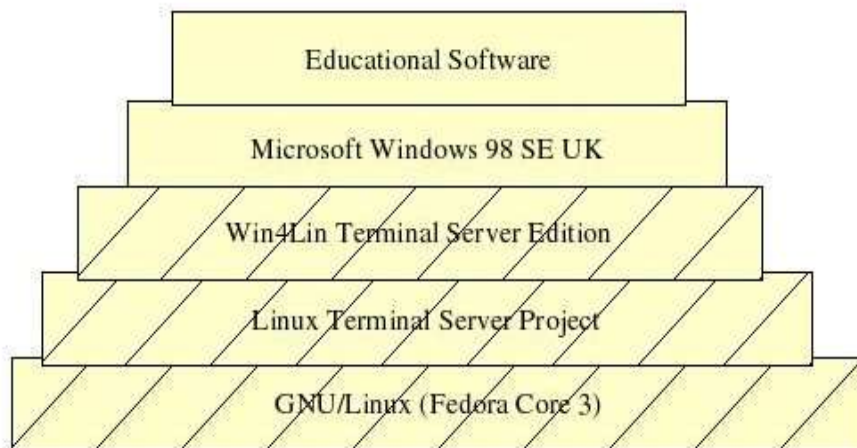 Educational Software
Microsoft Windows 98 SE UK
Win4Lin Terminal Server Edition
Linux Terminal Server Project
GNU/Linux (Fedora Core 3)